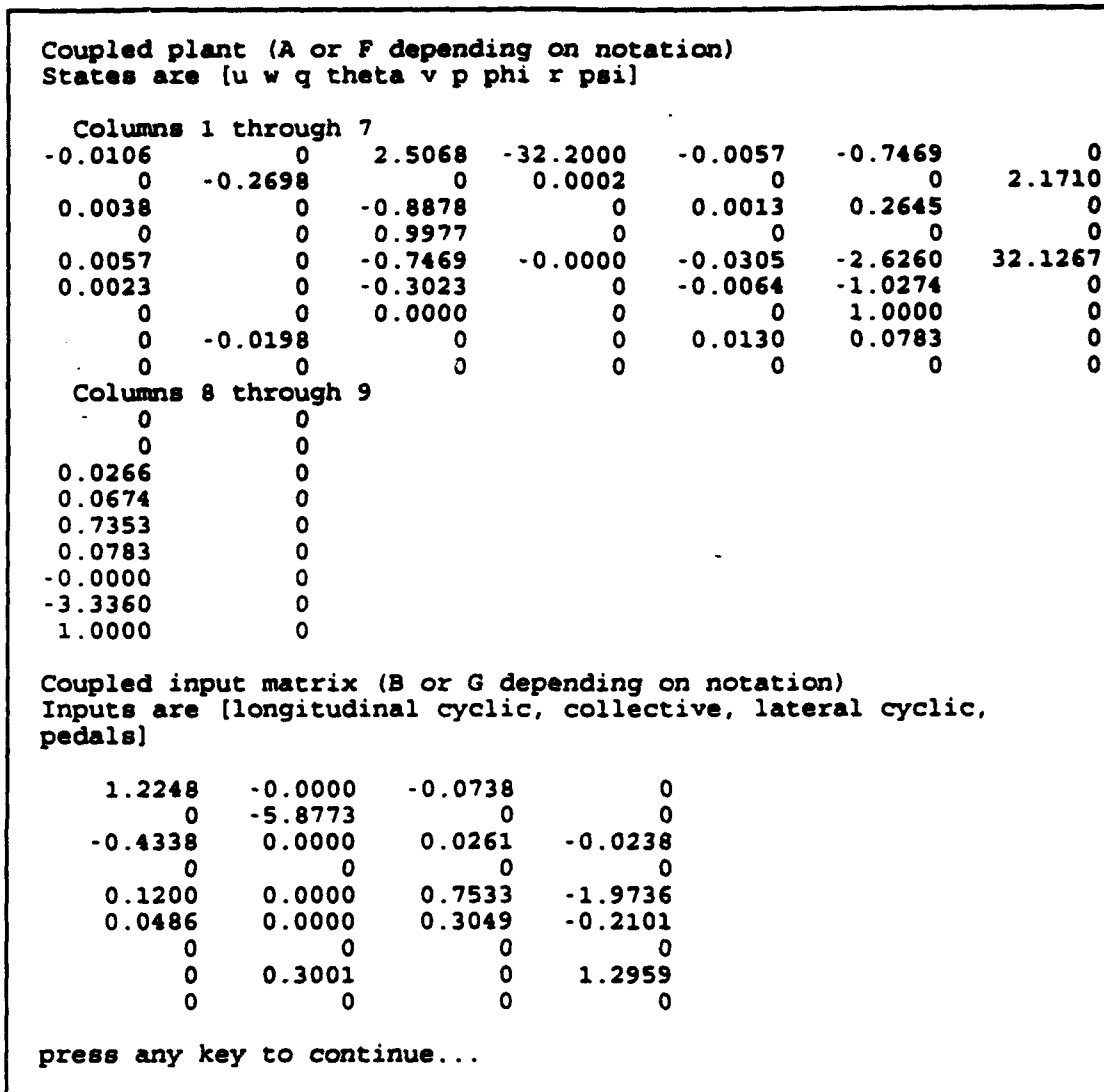 Coupled plant (A or F depending on notation)
States are [u w q theta v p phi r psi]
Columns 1 through 7
-0.0106 0 2.5068 -32.2000 -0.0057 -0.7469 0
0 -0.2698 0 0.0002 0 0 2.1710
0.0038 0 -0.8878 0 0.0013 0.2645 0
0 0 0.9977 0 0 0 0
0.0057 0 -0.7469 -0.0000 -0.0305 -2.6260 32.1267
0.0023 0 -0.3023 0 -0.0064 -1.0274 0
0 0 0.0000 0 0 1.0000 0
0 -0.0198 0 0 0.0130 0.0783 0
0 0 0 0 0 0 0
Columns 8 through 9
0 0
0 0
0.0266 0
0.0674 0
0.7353 0
0.0783 0
-0.0000 0
-3.3360 0
1.0000 0
Coupled input matrix (B or G depending on notation)
Inputs are [longitudinal cyclic, collective, lateral cyclic,
pedals]
1.2248 -0.0000 -0.0738 0
0 -5.8773 0 0
-0.4338 0.0000 0.0261 -0.0238
0 0 0 0
0.1200 0.0000 0.7533 -1.9736
0.0486 0.0000 0.3049 -0.2101
0 0 0 0
0 0.3001 0 1.2959
0 0 0 0
press any key to continue...